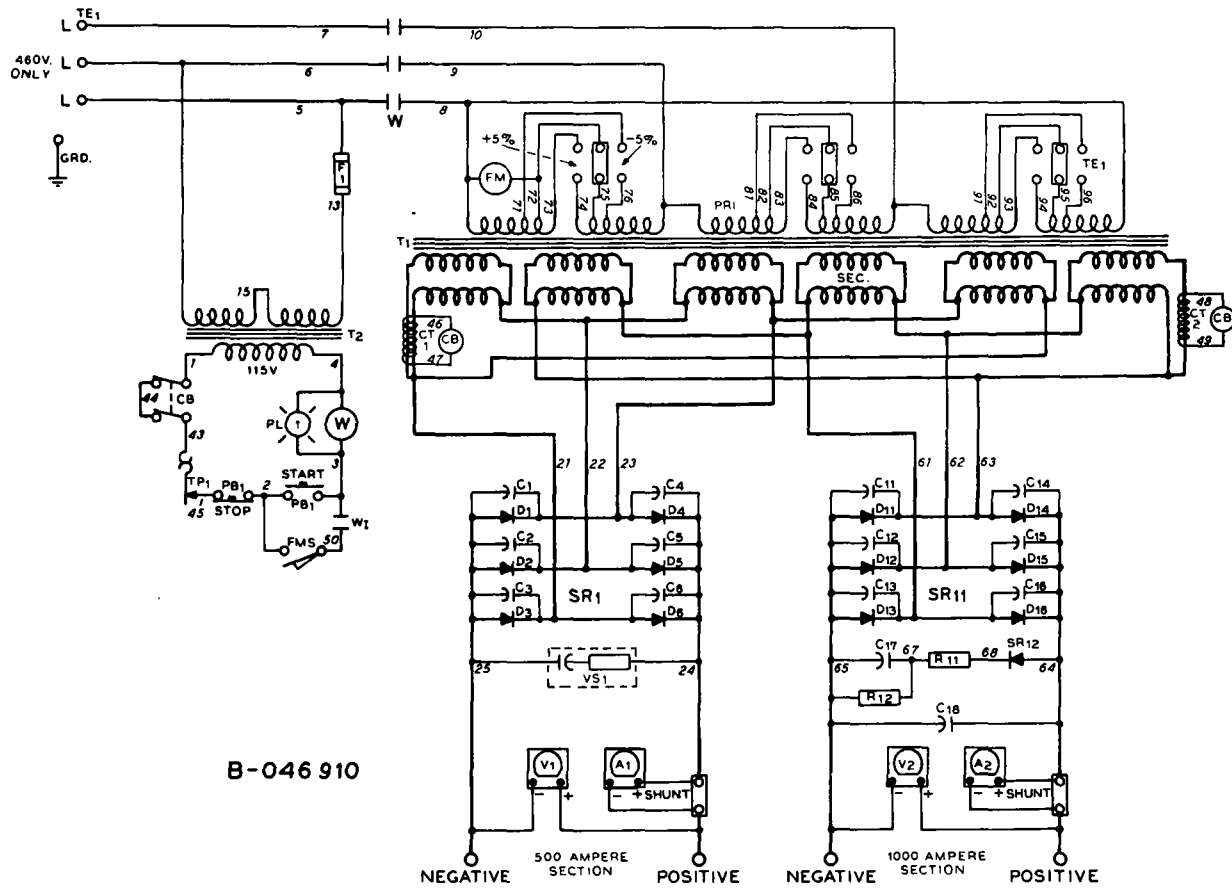 L TE1
7
10
460V. ONLY
L
6
9
L
5
W
8
GRD.
F1
13
+5%
-5%
FM
71
72
73
74
75
76
PRI
81
82
83
84
85
86
91
92
93
94
95
96
TE1
T1
SEC.
46
CT1
CB
47
48
CT2
CB
49
15
T2
115V
1
4
44
CB
43
PL
1
W
3
TP1
1
45
PB1
STOP
2
START
PB1
W1
FMS
50
21
22
23
61
62
63
C1
C4
D1
D4
C2
C5
D2
D5
C3
C6
SR1
D3
D6
25
VS1
24
C11
C14
D11
D14
C12
C15
D12
D15
C13
C16
SR11
D13
D16
C17
67
R11
68
SR12
65
64
R12
C18
B-046 910
V1
- +
A1
- +
SHUNT
V2
- +
A2
- +
SHUNT
NEGATIVE
500 AMPERE SECTION
POSITIVE
NEGATIVE
1000 AMPERE SECTION
POSITIVE